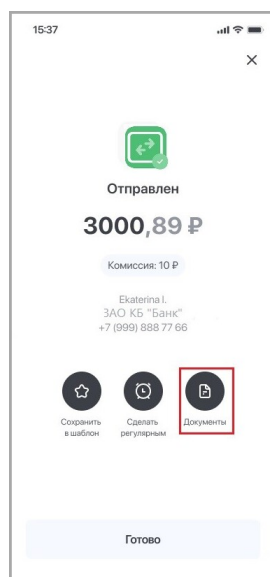 15:37
Отправлен
3000,89 ₽
Комиссия: 10 ₽
Ekaterina I.
ЗАО КБ "Банк"
+7 (999) 888 77 66
Сохранить
в шаблон
Сделать
регулярным
Документы
Готово